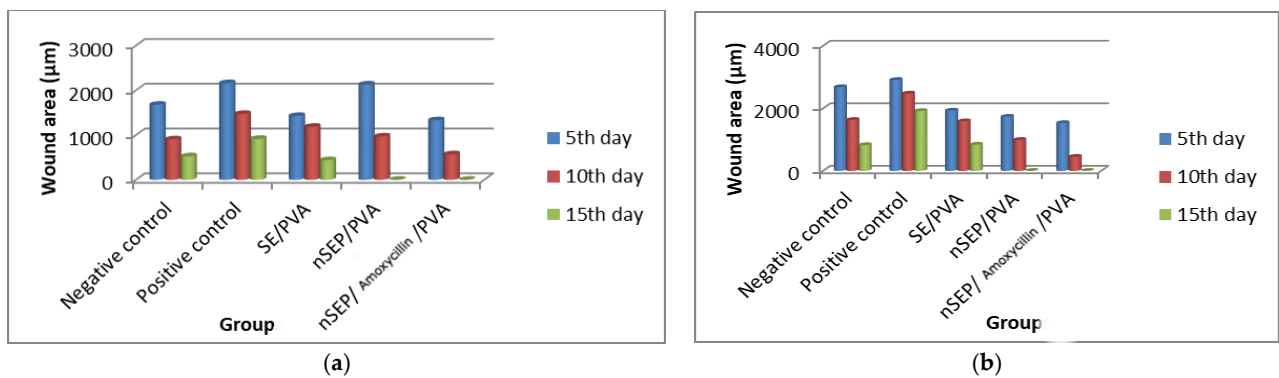 3000
2000
1000
0
Wound area (µm)
Negative control
Positive control
SE/PVA
nSEP/PVA
nSEP/ Amoxycillin /PVA
Group
5th day
10th day
15th day
(a)
4000
2000
0
Wound area (µm)
Negative control
Positive control
SE/PVA
nSEP/PVA
nSEP/ Amoxycillin /PVA
Group
5th day
10th day
15th day
(b)